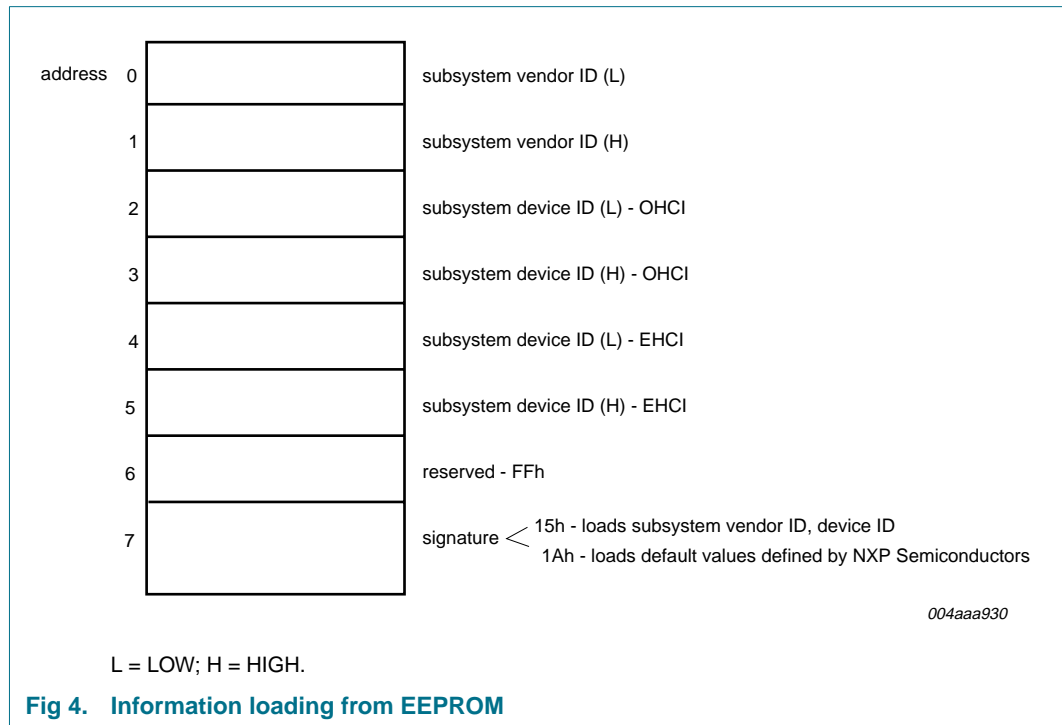 address 0 subsystem vendor ID (L)
1 subsystem vendor ID (H)
2 subsystem device ID (L) - OHCI
3 subsystem device ID (H) - OHCI
4 subsystem device ID (L) - EHCI
5 subsystem device ID (H) - EHCI
6 reserved - FFh
7 signature 15h - loads subsystem vendor ID, device ID
1Ah - loads default values defined by NXP Semiconductors
004aaa930
L = LOW; H = HIGH.
Fig 4. Information loading from EEPROM